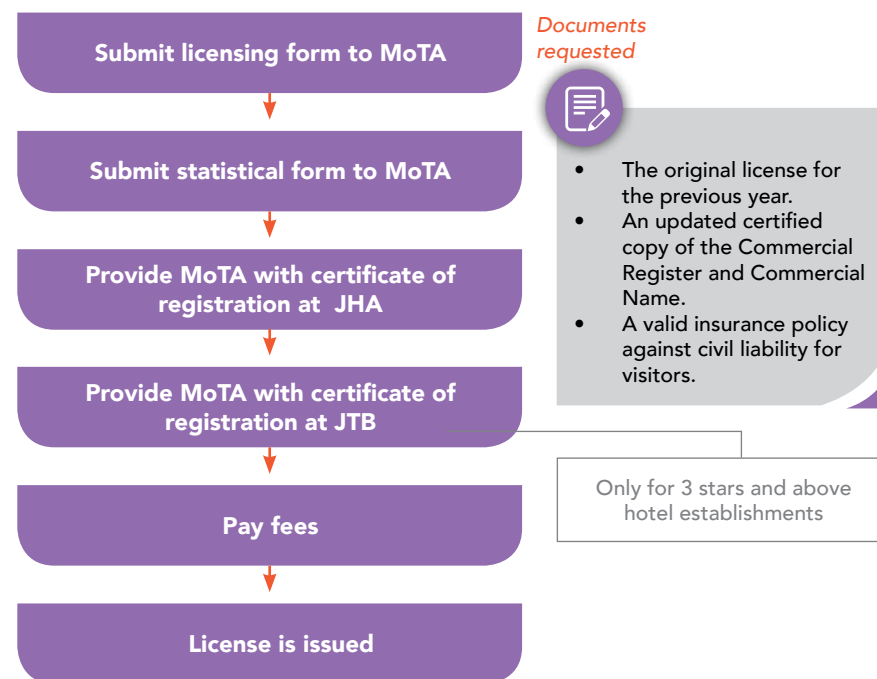 Submit licensing form to MoTA
Submit statistical form to MoTA
Provide MoTA with certificate of
registration at JHA
Provide MoTA with certificate of
registration at JTB
Pay fees
License is issued
Documents
requested
• The original license for
the previous year.
• An updated certified
copy of the Commercial
Register and Commercial
Name.
• A valid insurance policy
against civil liability for
visitors.
Only for 3 stars and above
hotel establishments